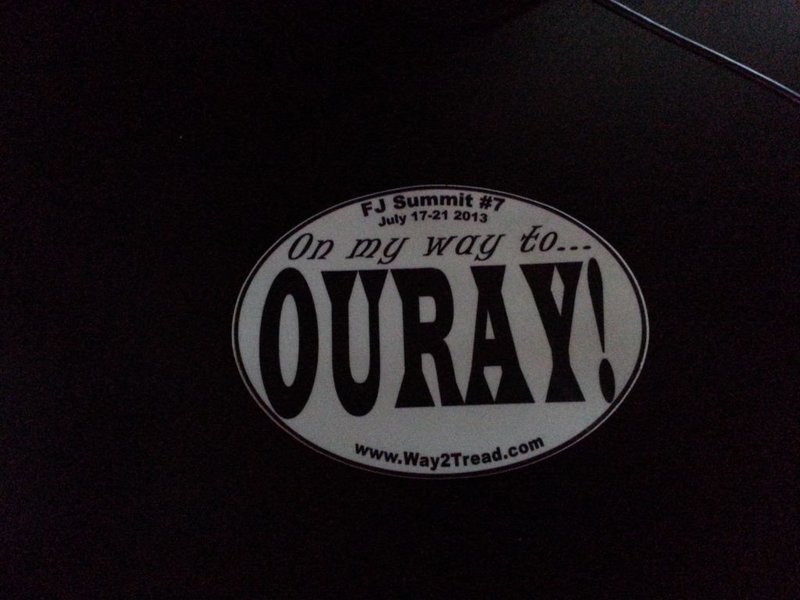 FJ Summit #7
July 17-21 2013
On my way to...
OURAY!
www.Way2Tread.com